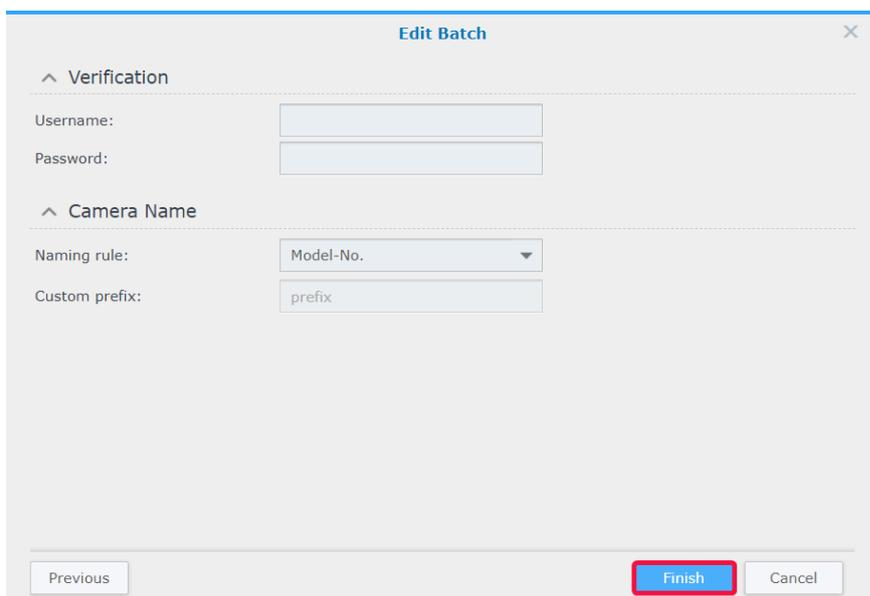 Edit Batch
Verification
Username:
Password:
Camera Name
Naming rule: Model-No.
Custom prefix: prefix
Previous Finish Cancel